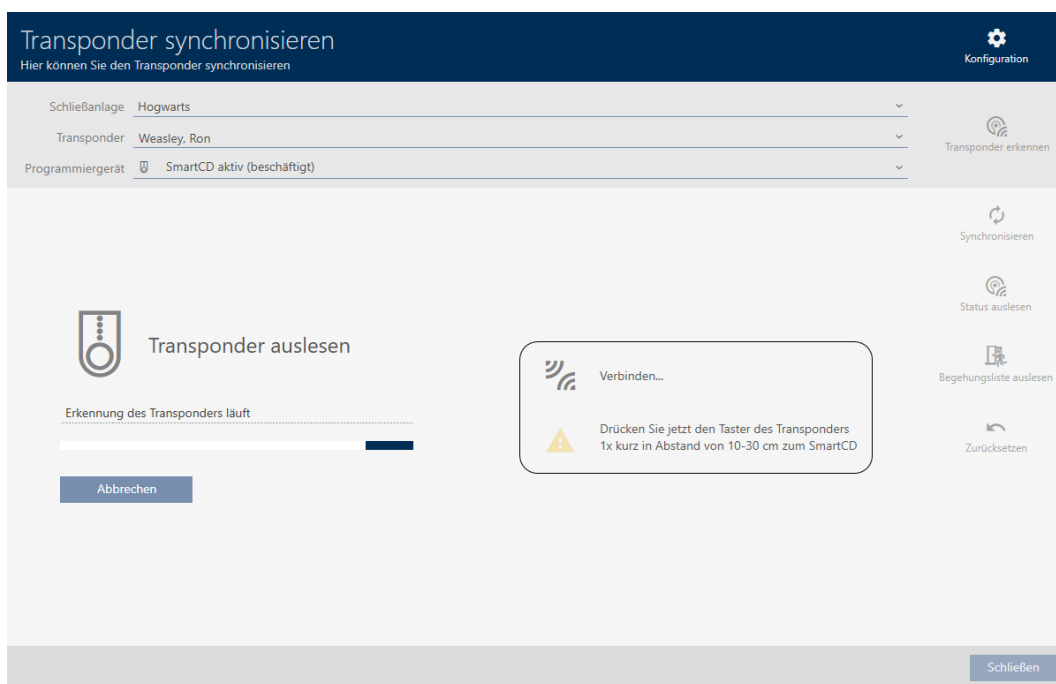 Transponder synchronisieren
Hier können Sie den Transponder synchronisieren
Konfiguration
Schließanlage Hogwarts
Transponder Weasley, Ron
Programmiergerät SmartCD aktiv (beschäftigt)
Transponder erkennen
Synchronisieren
Status auslesen
Begehungsliste auslesen
Zurücksetzen
Transponder auslesen
Erkennung des Transponders läuft
Abbrechen
Verbinden...
Drücken Sie jetzt den Taster des Transponders
1x kurz in Abstand von 10-30 cm zum SmartCD
Schließen